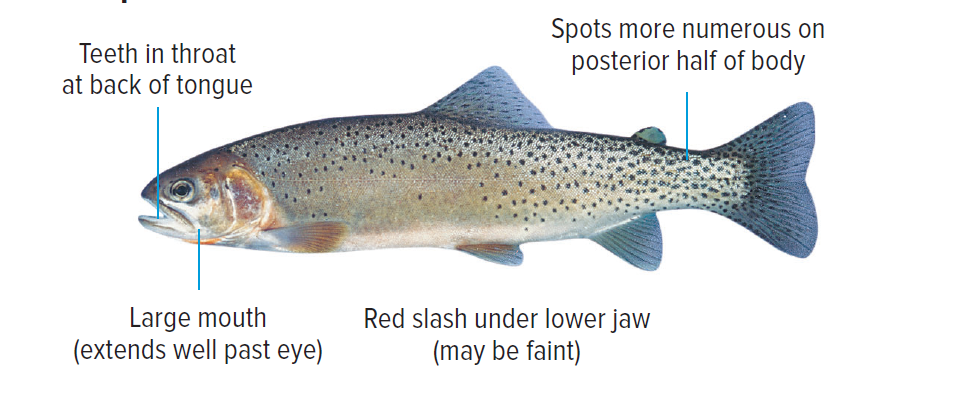 Teeth in throat
at back of tongue
Spots more numerous on
posterior half of body
Large mouth
(extends well past eye)
Red slash under lower jaw
(may be faint)